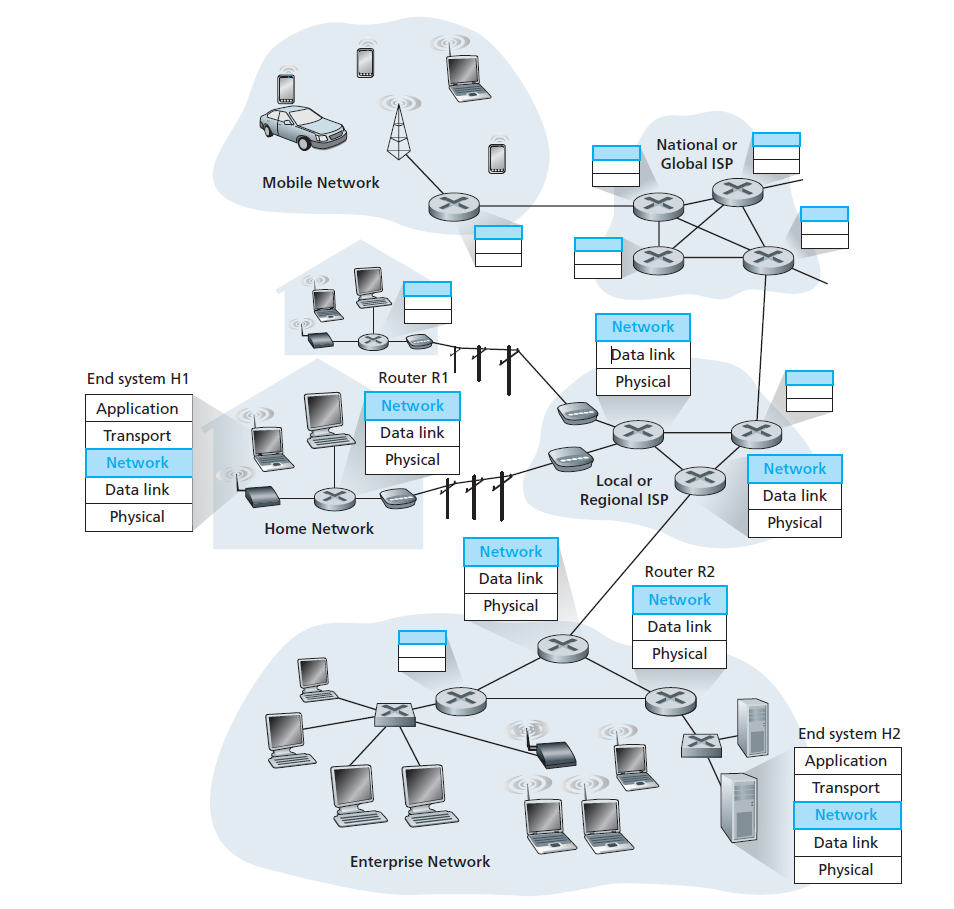 National or
Global ISP
Mobile Network
Network
Data link
Physical
End system H1
Application
Transport
Network
Data link
Physical
Router R1
Network
Data link
Physical
Home Network
Local or
Regional ISP
Network
Data link
Physical
Network
Data link
Physical
Router R2
Network
Data link
Physical
End system H2
Application
Transport
Network
Data link
Physical
Enterprise Network